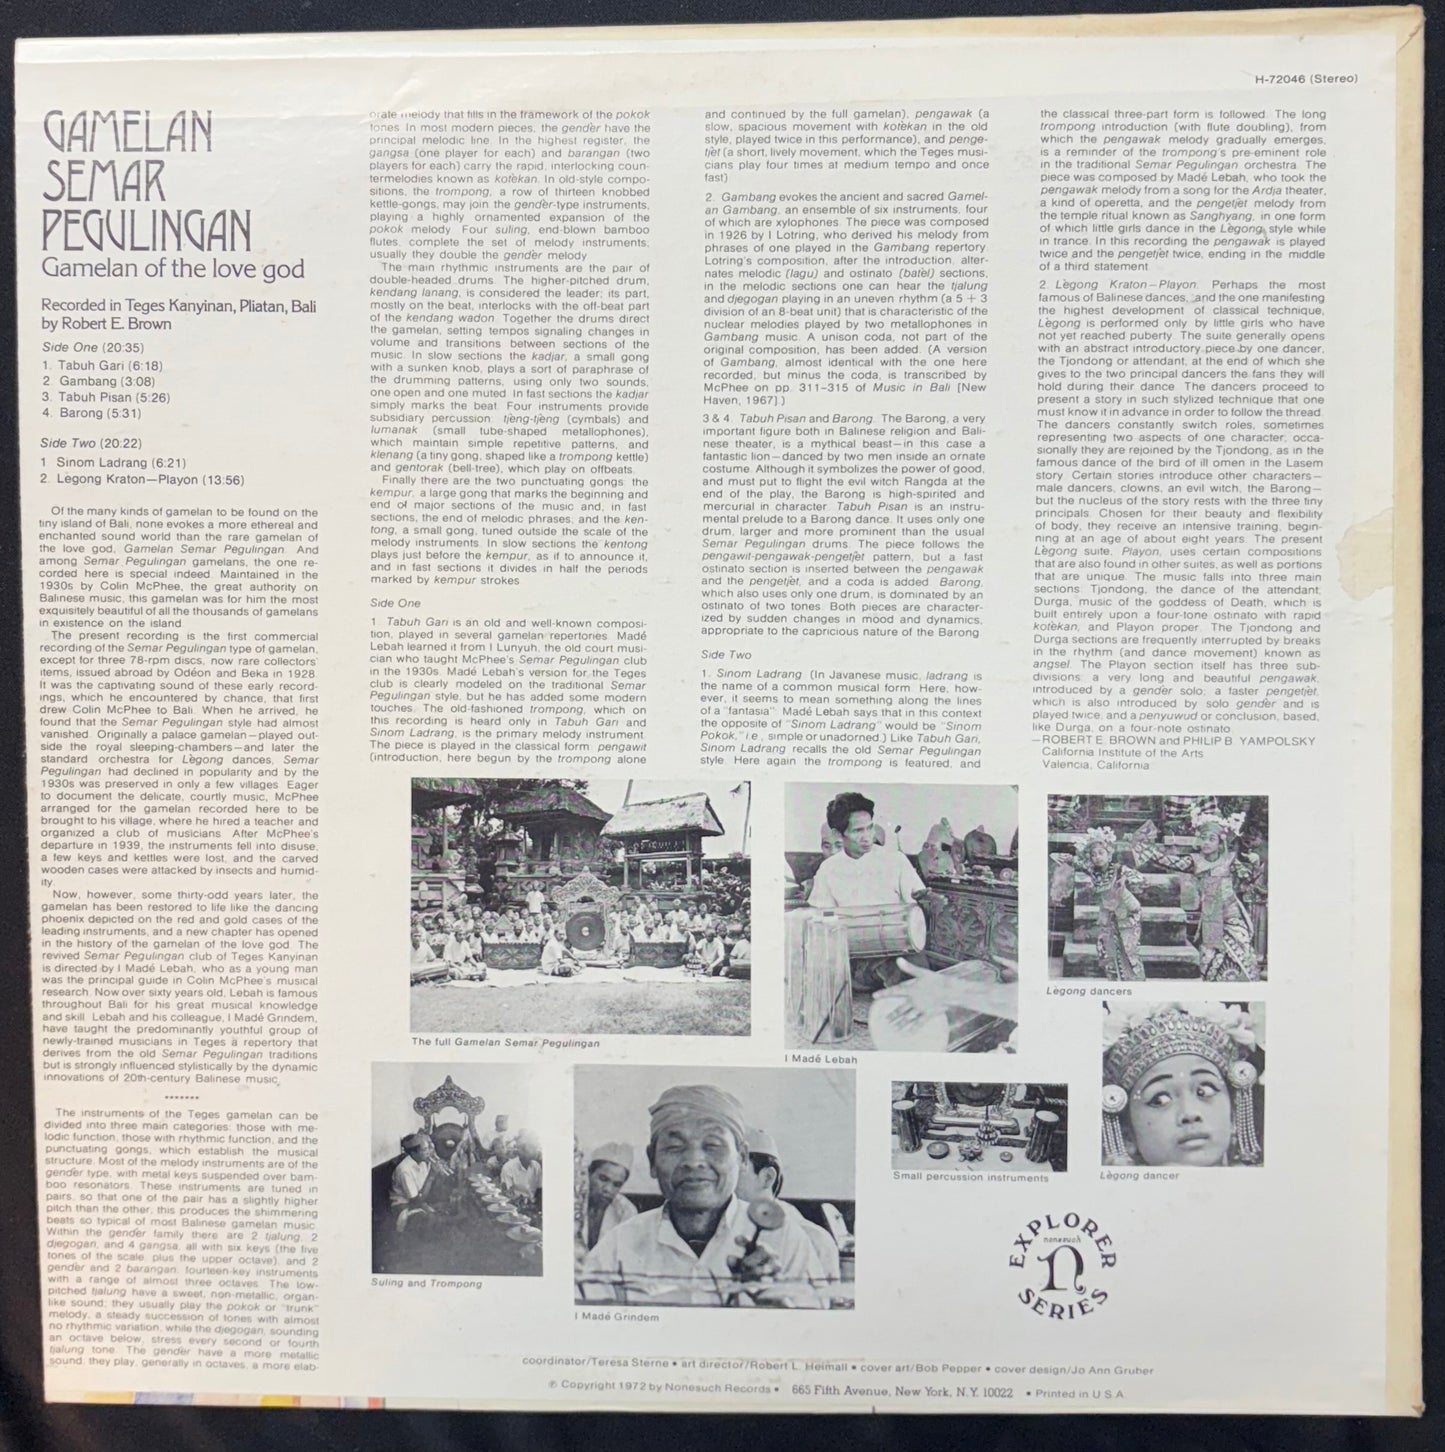 H-72046 (Stereo)
GAMELAN
SEMAR
PEGULINGAN
Gamelan of the love god
Recorded in Teges Kanyinan, Pliatan, Bali
by Robert E. Brown
Side One (20:35)
1. Tabuh Gari (6:18)
2 Gambang (3:08)
3. Tabuh Pisan (5:26)
4. Barong (5:31)
Side Two (20:22)
1 Sinom Ladrang (6:21)
2. Lègong Kraton—Playon (13:56)
Of the many kinds of gamelan to be found on the
tiny island of Bali, none evokes a more ethereal and
enchanted sound world than the rare gamelan of
the love god, Gamelan Semar Pegulingan. And
among Semar Pegulingan gamelans, the one re-
corded here is special indeed. Maintained in the
1930s by Colin McPhee, the great authority on
Balinese music, this gamelan was for him the most
exquisitely beautiful of all the thousands of gamelans
in existence on the island.
The present recording is the first commercial
recording of the Semar Pegulingan type of gamelan,
except for three 78-rpm discs, now rare collectors'
items, issued abroad by Odéon and Beka in 1928.
It was the captivating sound of these early record-
ings, which he encountered by chance, that first
drew Colin McPhee to Bali. When he arrived, he
found that the Semar Pegulingan style had almost
vanished. Originally a palace gamelan—played out-
side the royal sleeping-chambers—and later the
standard orchestra for Lègong dances, Semar
Pegulingan had declined in popularity and by the
1930s was preserved in only a few villages. Eager
to document the delicate, courtly music, McPhee
arranged for the gamelan recorded here to be
brought to his village, where he hired a teacher and
organized a club of musicians. After McPhee's
departure in 1939, the instruments fell into disuse,
a few keys and kettles were lost, and the carved
wooden cases were attacked by insects and humid-
ity.
Now, however, some thirty-odd years later, the
gamelan has been restored to life like the dancing
phoenix depicted on the red and gold cases of the
leading instruments, and a new chapter has opened
in the history of the gamelan of the love god. The
revived Semar Pegulingan club of Teges Kanyinan
is directed by I Madé Lebah, who as a young man
was the principal guide in Colin McPhee's musical
research. Now over sixty years old, Lebah is famous
throughout Bali for his great musical knowledge
and skill. Lebah and his colleague, I Madé Grindem,
have taught the predominantly youthful group of
newly-trained musicians in Teges a repertory that
derives from the old Semar Pegulingan traditions
but is strongly influenced stylistically by the dynamic
innovations of 20th-century Balinese music.
*******
The instruments of the Teges gamelan can be
divided into three main categories: those with me-
lodic function, those with rhythmic function, and the
punctuating gongs, which establish the musical
structure. Most of the melody instruments are of the
gendèr type, with metal keys suspended over bam-
boo resonators. These instruments are tuned in
pairs, so that one of the pair has a slightly higher
pitch than the other; this produces the shimmering
beats so typical of most Balinese gamelan music.
Within the gendèr family there are 2 tjalung, 2
djegogan, and 4 gangsa, all with six keys (the five
tones of the scale, plus the upper octave), and 2
gendèr and 2 barangan, fourteen-key instruments
with a range of almost three octaves. The low-
pitched tjalung have a sweet, non-metallic, organ-
like sound; they usually play the pokok or "trunk"
melody, a steady succession of tones with almost
no rhythmic variation, while the djegogan, sounding
an octave below, stress every second or fourth
tjalung tone. The gendèr have a more metallic
sound; they play, generally in octaves, a more elab-
orate melody that fills in the framework of the pokok
tones. In most modern pieces, the gendèr have the
principal melodic line. In the highest register, the
gangsa (one player for each) and barangan (two
players for each) carry the rapid, interlocking coun-
termelodies known as kotèkan. In old-style compo-
sitions, the trompong, a row of thirteen knobbed
kettle-gongs, may join the gendèr-type instruments,
playing a highly ornamented expansion of the
pokok melody. Four suling, end-blown bamboo
flutes, complete the set of melody instruments;
usually they double the gendèr melody.
The main rhythmic instruments are the pair of
double-headed drums. The higher-pitched drum,
kendang lanang, is considered the leader; its part,
mostly on the beat, interlocks with the off-beat part
of the kendang wadon. Together the drums direct
the gamelan, setting tempos signaling changes in
volume and transitions between sections of the
music. In slow sections the kadjar, a small gong
with a sunken knob, plays a sort of paraphrase of
the drumming patterns, using only two sounds,
one open and one muted. In fast sections the kadjar
simply marks the beat. Four instruments provide
subsidiary percussion: tjèng-tjèng (cymbals) and
lumanak (small tube-shaped metallophones),
which maintain simple repetitive patterns, and
klenang (a tiny gong, shaped like a trompong kettle)
and gentorak (bell-tree), which play on offbeats.
Finally there are the two punctuating gongs: the
kempur, a large gong that marks the beginning and
end of major sections of the music and, in fast
sections, the end of melodic phrases; and the ken-
tong, a small gong, tuned outside the scale of the
melody instruments. In slow sections the kentong
plays just before the kempur, as if to announce it,
and in fast sections it divides in half the periods
marked by kempur strokes.
Side One
1. Tabuh Gari is an old and well-known composi-
tion, played in several gamelan repertories. Madé
Lebah learned it from I Lunyuh, the old court musi-
cian who taught McPhee's Semar Pegulingan club
in the 1930s. Madé Lebah's version for the Teges
club is clearly modeled on the traditional Semar
Pegulingan style, but he has added some modern
touches. The old-fashioned trompong, which on
this recording is heard only in Tabuh Gari and
Sinom Ladrang, is the primary melody instrument.
The piece is played in the classical form: pengawit
(introduction, here begun by the trompong alone
and continued by the full gamelan), pengawak (a
slow, spacious movement with kotèkan in the old
style, played twice in this performance), and penge-
tjèt (a short, lively movement, which the Teges musi-
cians play four times at medium tempo and once
fast).
2. Gambang evokes the ancient and sacred Gamel-
an Gambang, an ensemble of six instruments, four
of which are xylophones. The piece was composed
in 1926 by I Lotring, who derived his melody from
phrases of one played in the Gambang repertory.
Lotring's composition, after the introduction, alter-
nates melodic (lagu) and ostinato (batèl) sections;
in the melodic sections one can hear the tjalung
and djegogan playing in an uneven rhythm (a 5 + 3
division of an 8-beat unit) that is characteristic of the
nuclear melodies played by two metallophones in
Gambang music. A unison coda, not part of the
original composition, has been added. (A version
of Gambang, almost identical with the one here
recorded, but minus the coda, is transcribed by
McPhee on pp. 311–315 of Music in Bali [New
Haven, 1967].)
3 & 4. Tabuh Pisan and Barong. The Barong, a very
important figure both in Balinese religion and Bali-
nese theater, is a mythical beast—in this case a
fantastic lion—danced by two men inside an ornate
costume. Although it symbolizes the power of good,
and must put to flight the evil witch Rangda at the
end of the play, the Barong is high-spirited and
mercurial in character. Tabuh Pisan is an instru-
mental prelude to a Barong dance. It uses only one
drum, larger and more prominent than the usual
Semar Pegulingan drums. The piece follows the
pengawit-pengawak-pengetjèt pattern, but a fast
ostinato section is inserted between the pengawak
and the pengetjèt, and a coda is added. Barong,
which also uses only one drum, is dominated by an
ostinato of two tones. Both pieces are character-
ized by sudden changes in mood and dynamics,
appropriate to the capricious nature of the Barong.
Side Two
1. Sinom Ladrang (In Javanese music, ladrang is
the name of a common musical form. Here, how-
ever, it seems to mean something along the lines
of a "fantasia": Madé Lebah says that in this context
the opposite of "Sinom Ladrang" would be "Sinom
Pokok," i.e., simple or unadorned.) Like Tabuh Gari,
Sinom Ladrang recalls the old Semar Pegulingan
style. Here again the trompong is featured, and
the classical three-part form is followed. The long
trompong introduction (with flute doubling), from
which the pengawak melody gradually emerges,
is a reminder of the trompong's pre-eminent role
in the traditional Semar Pegulingan orchestra. The
piece was composed by Madé Lebah, who took the
pengawak melody from a song for the Ardja theater,
a kind of operetta, and the pengetjèt melody from
the temple ritual known as Sanghyang, in one form
of which little girls dance in the Lègong style while
in trance. In this recording the pengawak is played
twice and the pengetjèt twice, ending in the middle
of a third statement.
2. Lègong Kraton—Playon. Perhaps the most
famous of Balinese dances, and the one manifesting
the highest development of classical technique,
Lègong is performed only by little girls who have
not yet reached puberty. The suite generally opens
with an abstract introductory piece by one dancer,
the Tjondong or attendant, at the end of which she
gives to the two principal dancers the fans they will
hold during their dance. The dancers proceed to
present a story in such stylized technique that one
must know it in advance in order to follow the thread.
The dancers constantly switch roles, sometimes
representing two aspects of one character; occa-
sionally they are rejoined by the Tjondong, as in the
famous dance of the bird of ill omen in the Lasem
story. Certain stories introduce other characters—
male dancers, clowns, an evil witch, the Barong—
but the nucleus of the story rests with the three tiny
principals. Chosen for their beauty and flexibility
of body, they receive an intensive training, begin-
ning at an age of about eight years. The present
Lègong suite, Playon, uses certain compositions
that are also found in other suites, as well as portions
that are unique. The music falls into three main
sections: Tjondong, the dance of the attendant;
Durga, music of the goddess of Death, which is
built entirely upon a four-tone ostinato with rapid
kotèkan; and Playon proper. The Tjondong and
Durga sections are frequently interrupted by breaks
in the rhythm (and dance movement) known as
angsel. The Playon section itself has three sub-
divisions: a very long and beautiful pengawak,
introduced by a gendèr solo; a faster pengetjèt,
which is also introduced by solo gendèr and is
played twice; and a penyuwud or conclusion, based,
like Durga, on a four-note ostinato.
—ROBERT E. BROWN and PHILIP B. YAMPOLSKY
California Institute of the Arts
Valencia, California
The full Gamelan Semar Pegulingan
I Madé Lebah
Lègong dancers
Suling and Trompong
I Madé Grindem
Small percussion instruments
Lègong dancer
EXPLORER
nonesuch
n
SERIES
coordinator/Teresa Sterne • art director/Robert L. Heimall • cover art/Bob Pepper • cover design/Jo Ann Gruber
℗ Copyright 1972 by Nonesuch Records • 665 Fifth Avenue, New York, N.Y. 10022 • Printed in U.S.A.